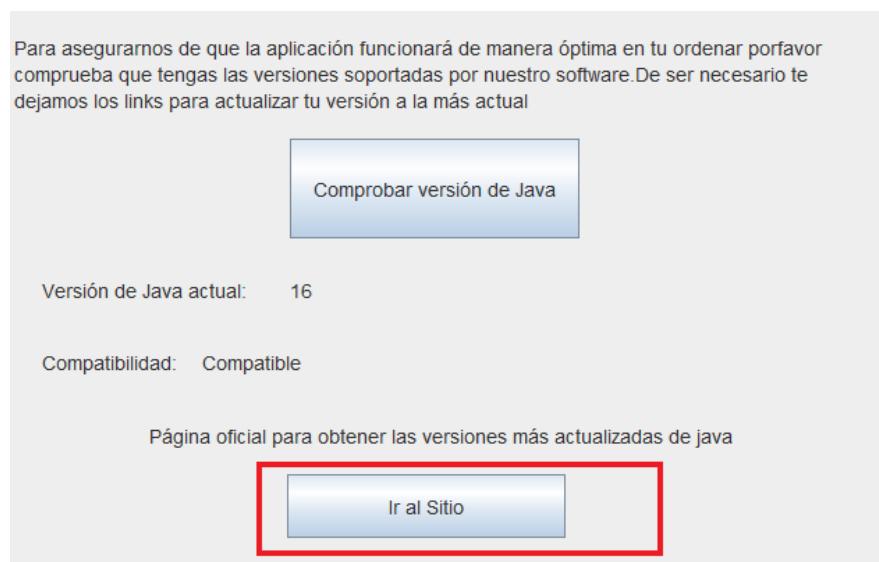 Para asegurarnos de que la aplicación funcionará de manera óptima en tu ordenar porfavor
comprueba que tengas las versiones soportadas por nuestro software.De ser necesario te
dejamos los links para actualizar tu versión a la más actual
Comprobar versión de Java
Versión de Java actual: 16
Compatibilidad: Compatible
Página oficial para obtener las versiones más actualizadas de java
Ir al Sitio